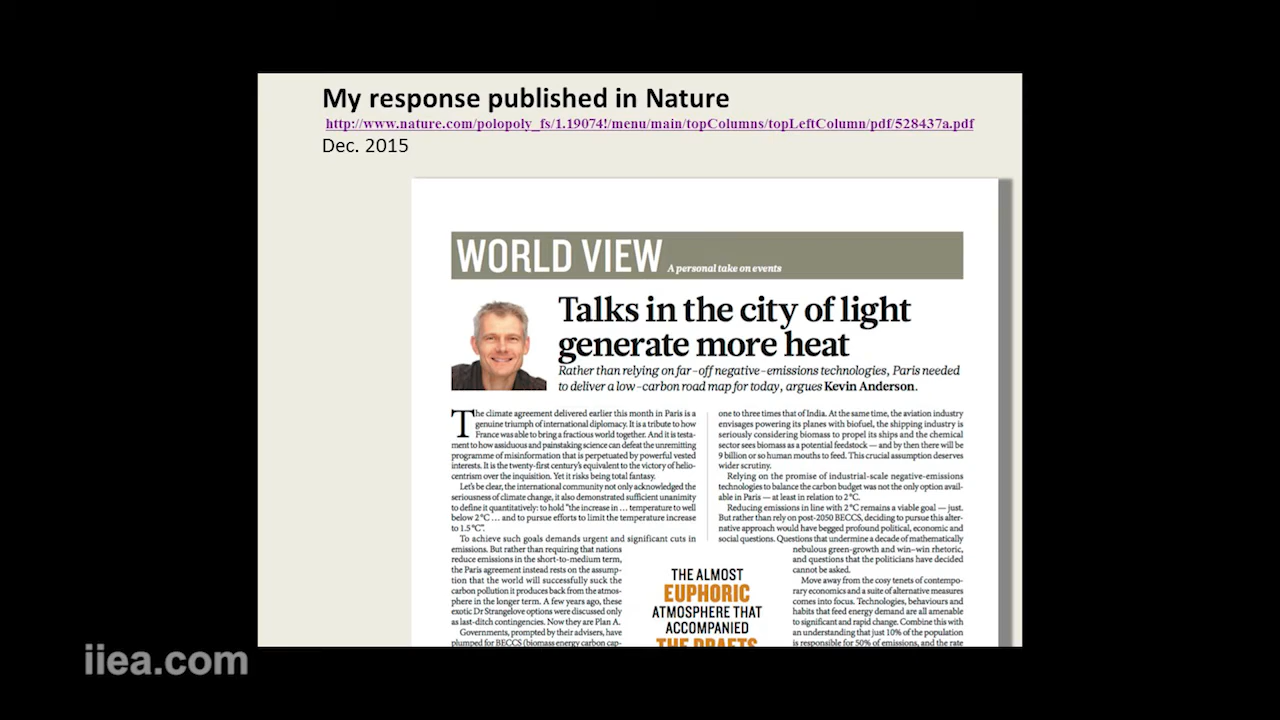 My response published in Nature
http://www.nature.com/polopoly_fs/1.19074!/menu/main/topColumns/topLeftColumn/pdf/528437a.pdf
Dec. 2015
WORLD VIEW A personal take on events
Talks in the city of light
generate more heat
Rather than relying on far-off negative-emissions technologies, Paris needed
to deliver a low-carbon road map for today, argues Kevin Anderson.
The climate agreement delivered earlier this month in Paris is a
genuine triumph of international diplomacy. It is a tribute to how
France was able to bring a fractious world together. And it is testa-
ment to how assiduous and painstaking science can defeat the unremitting
programme of misinformation that is perpetuated by powerful vested
interests. It is the twenty-first century's equivalent to the victory of helio-
centrism over the inquisition. Yet it risks being total fantasy.
Let's be clear, the international community not only acknowledged the
seriousness of climate change, it also demonstrated sufficient unanimity
to define it quantitatively: to hold "the increase in … temperature to well
below 2 °C … and to pursue efforts to limit the temperature increase
to 1.5 °C".
To achieve such goals demands urgent and significant cuts in
emissions. But rather than requiring that nations
reduce emissions in the short-to-medium term,
the Paris agreement instead rests on the assump-
tion that the world will successfully suck the
carbon pollution it produces back from the atmos-
phere in the longer term. A few years ago, these
exotic Dr Strangelove options were discussed only
as last-ditch contingencies. Now they are Plan A.
Governments, prompted by their advisers, have
plumped for BECCS (biomass energy carbon cap-
THE ALMOST
EUPHORIC
ATMOSPHERE THAT
ACCOMPANIED
THE DRAFTS
one to three times that of India. At the same time, the aviation industry
envisages powering its planes with biofuel, the shipping industry is
seriously considering biomass to propel its ships and the chemical
sector sees biomass as a potential feedstock — and by then there will be
9 billion or so human mouths to feed. This crucial assumption deserves
wider scrutiny.
Relying on the promise of industrial-scale negative-emissions
technologies to balance the carbon budget was not the only option avail-
able in Paris — at least in relation to 2 °C.
Reducing emissions in line with 2 °C remains a viable goal — just.
But rather than rely on post-2050 BECCS, deciding to pursue this alter-
native approach would have begged profound political, economic and
social questions. Questions that undermine a decade of mathematically
nebulous green-growth and win–win rhetoric,
and questions that the politicians have decided
cannot be asked.
Move away from the cosy tenets of contempo-
rary economics and a suite of alternative measures
comes into focus. Technologies, behaviours and
habits that feed energy demand are all amenable
to significant and rapid change. Combine this with
an understanding that just 10% of the population
is responsible for 50% of emissions, and the rate
iiea.com